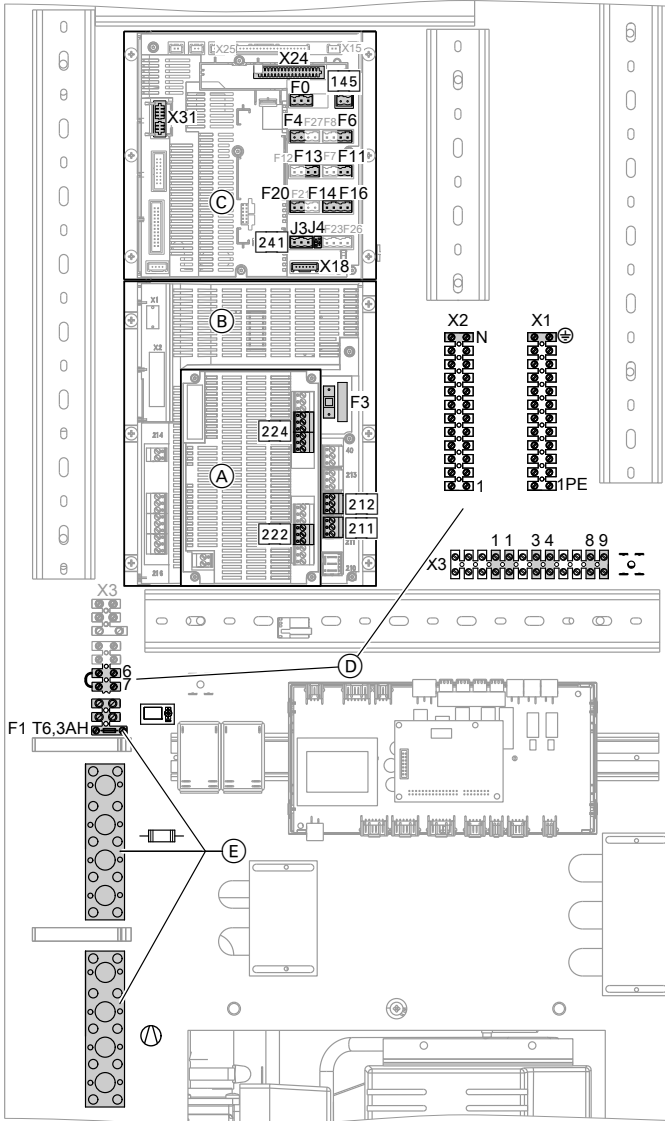 X25 X15
X24
F0 145
X31
F4 F27 F8 F6
F12 F13 F7 F11
F20 F21 F14 F16
C
J3 J4 F23 F26
241
X18
X1
B
X2
X2 N X1
F3
224
214 40
A
213
212
1 1PE
222 211
211
X3 1 1 3 4 8 9
210
X3
6
D
7
F1 T6,3AH
E